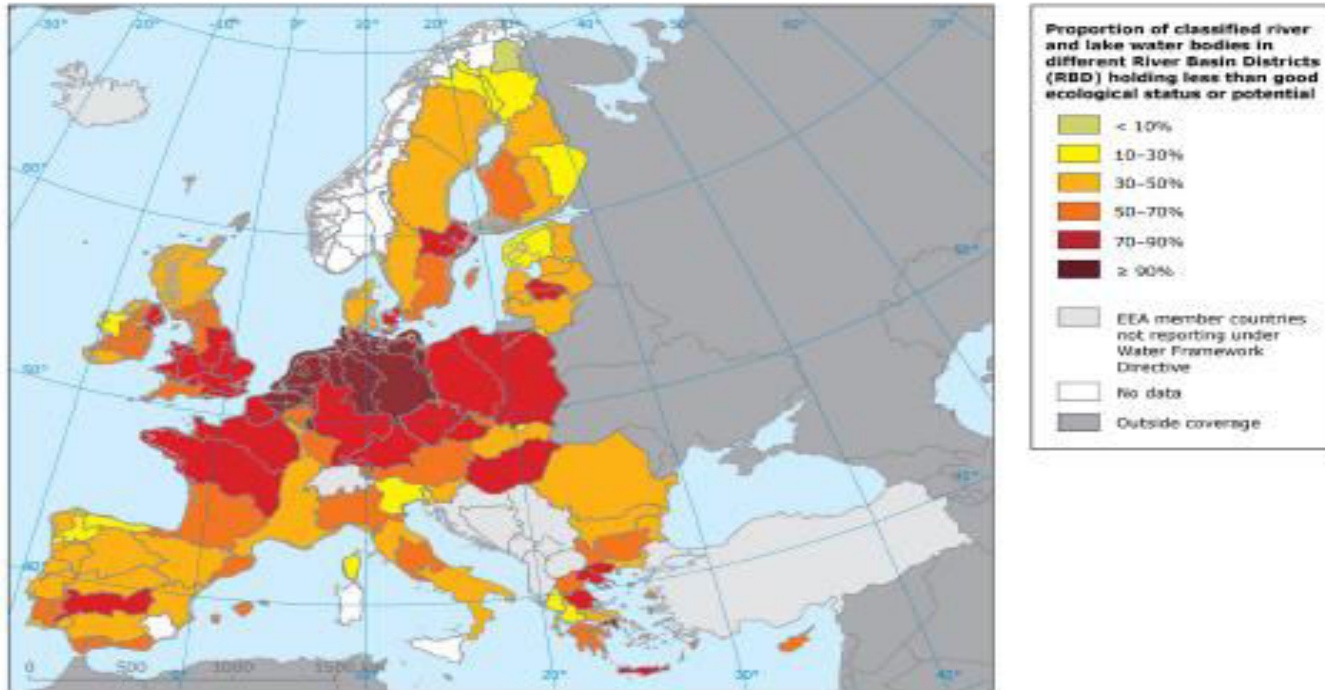 -30° -20° -10° 0° 10° 20° 30° 40° 50° 60° 70°
Proportion of classified river
and lake water bodies in
different River Basin Districts
(RBD) holding less than good
ecological status or potential
< 10%
10–30%
30–50%
50–70%
70–90%
≥ 90%
EEA member countries
not reporting under
Water Framework
Directive
No data
Outside coverage
60°
50°
50°
40°
40°
0 500 1000 1500
0° 10° 20° 30° 40°